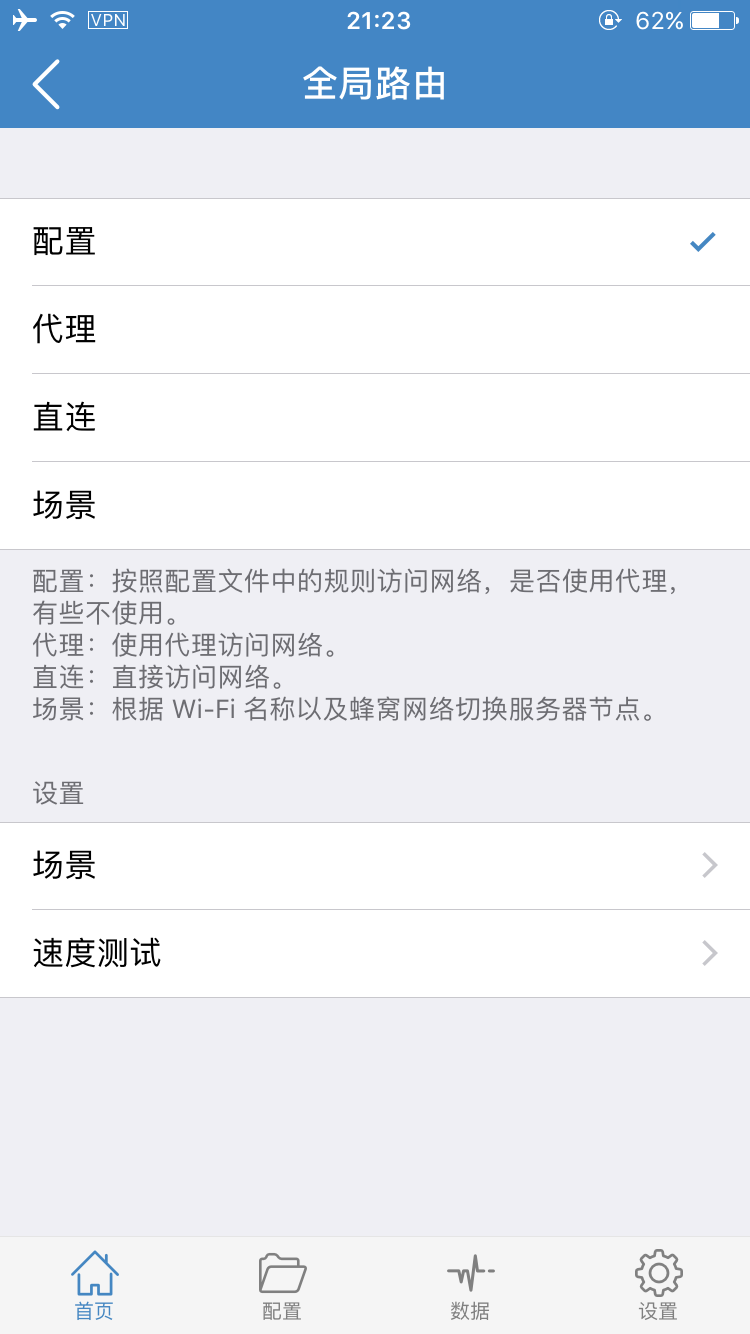 VPN 21:23 62%
全局路由
配置
代理
直连
场景
配置：按照配置文件中的规则访问网络，是否使用代理，
有些不使用。
代理：使用代理访问网络。
直连：直接访问网络。
场景：根据 Wi-Fi 名称以及蜂窝网络切换服务器节点。
设置
场景
速度测试
首页 配置 数据 设置